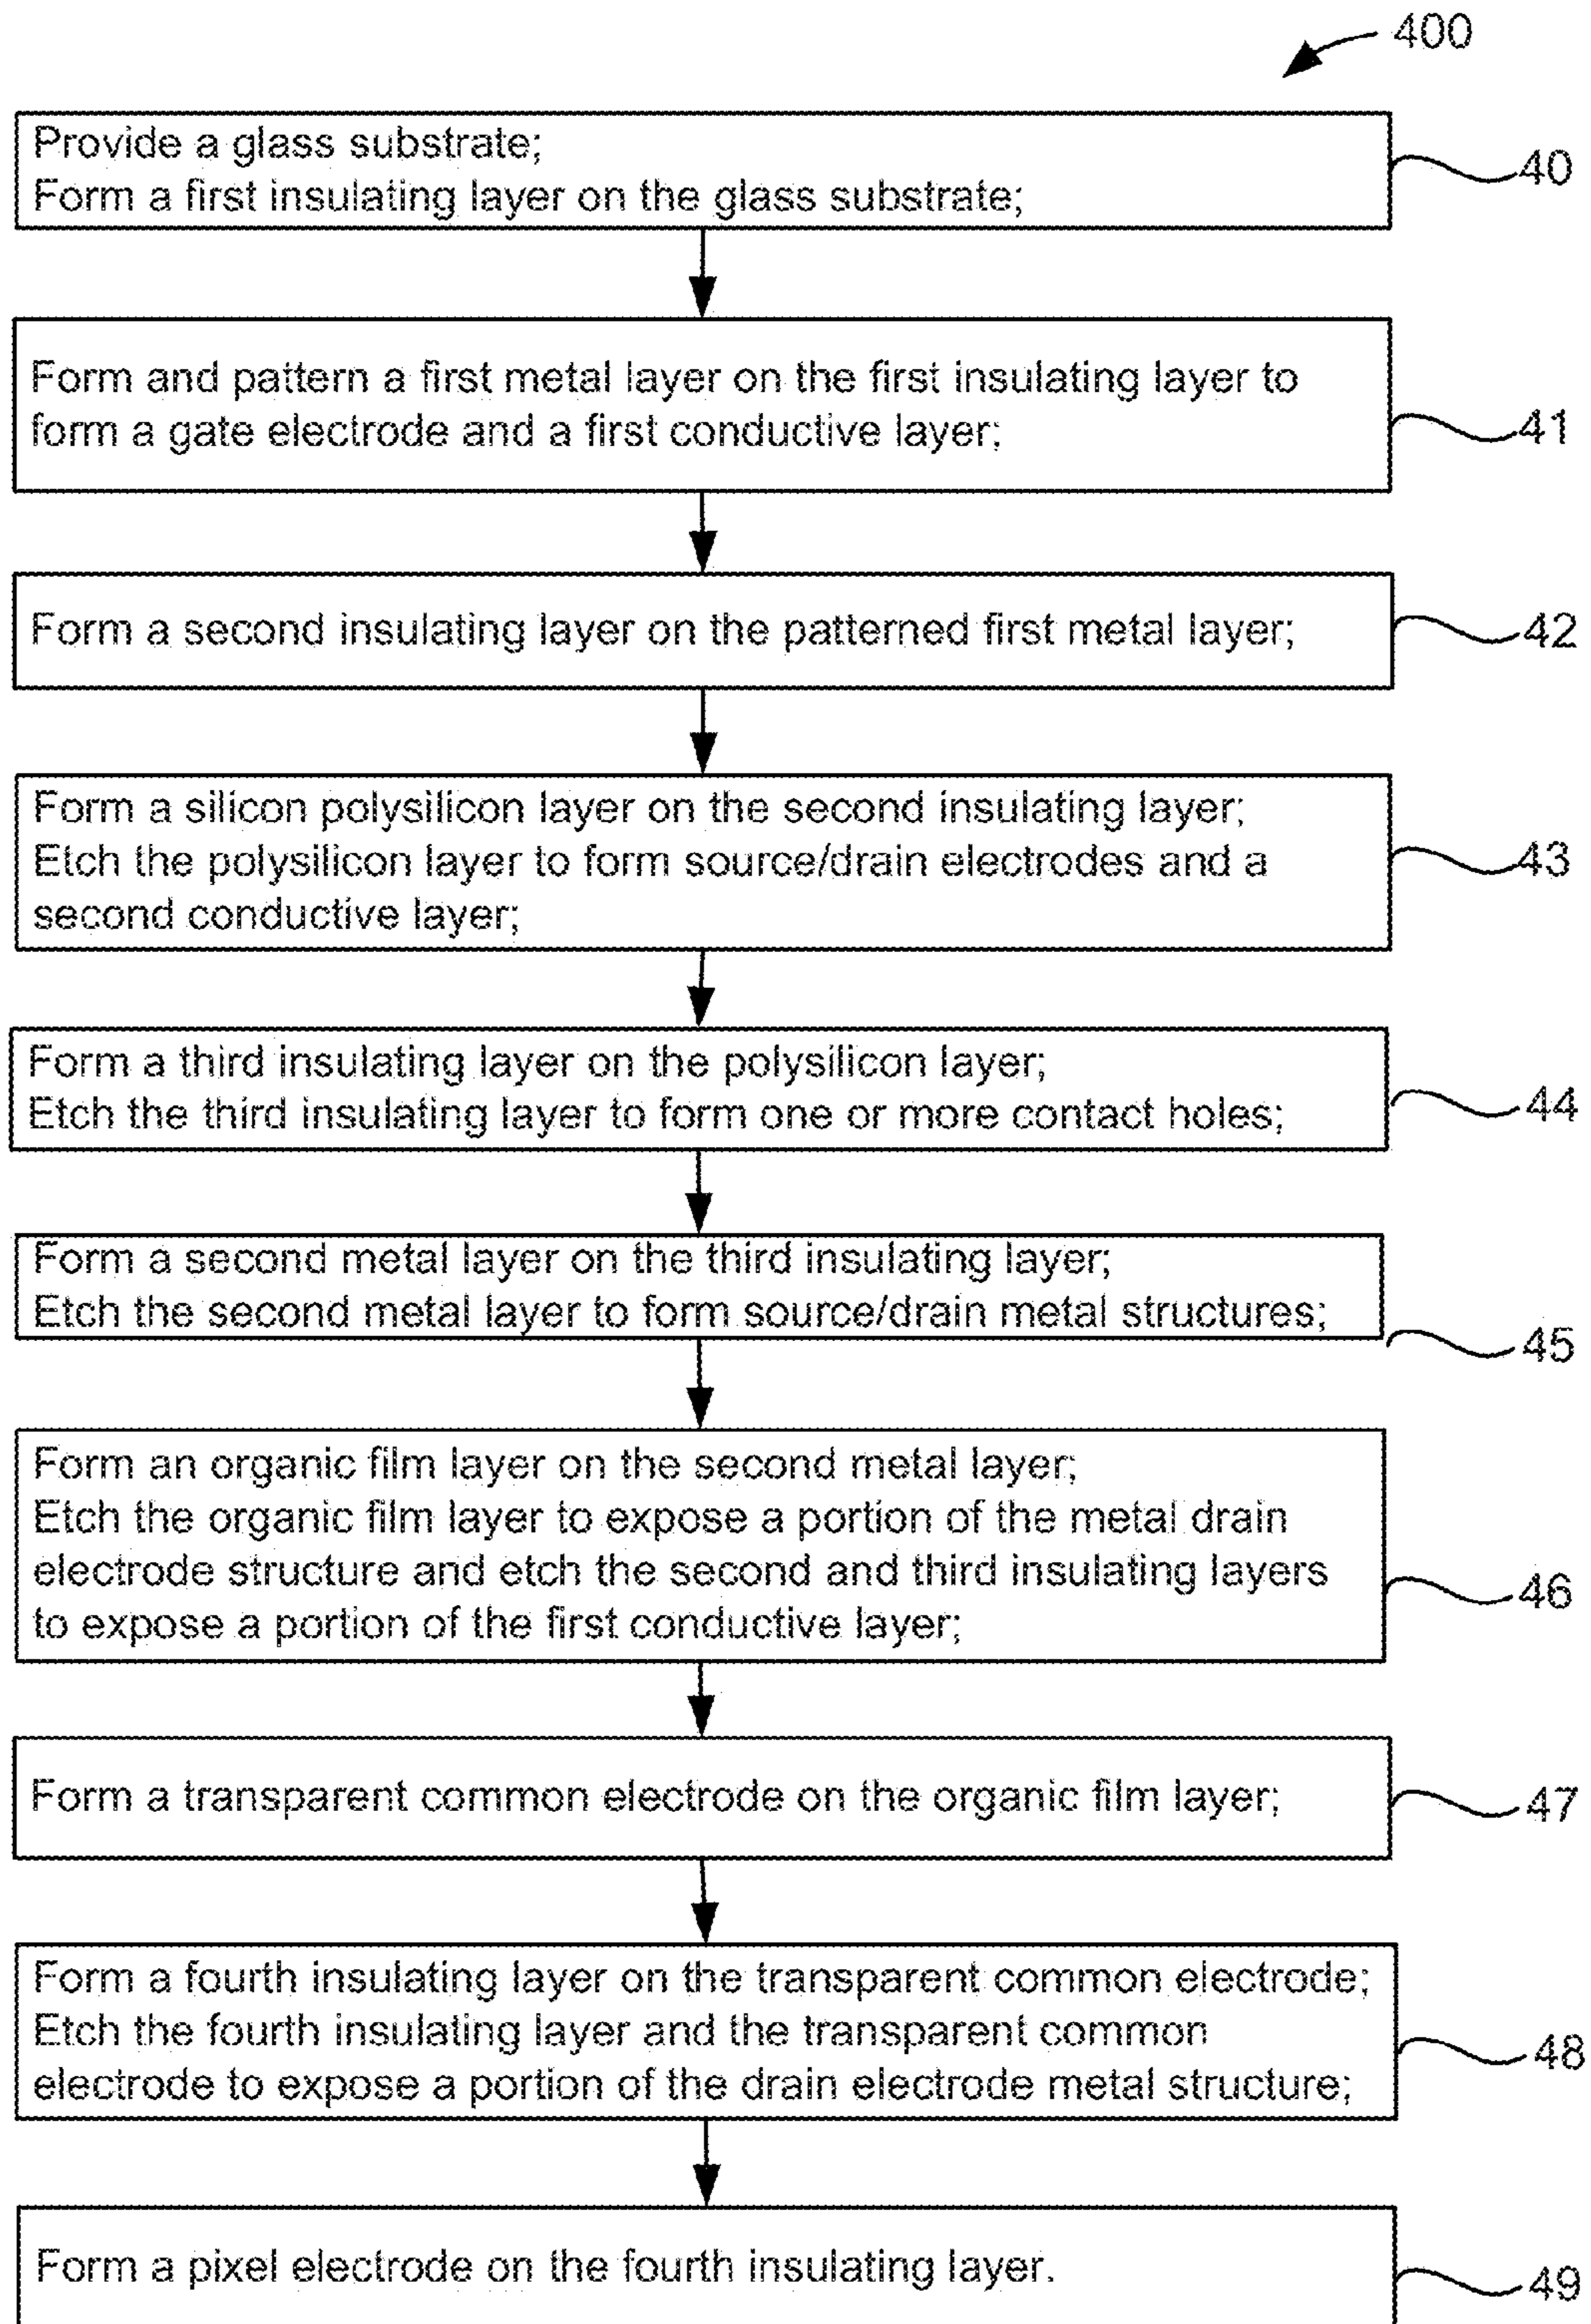 400
Provide a glass substrate;
Form a first insulating layer on the glass substrate;
40
Form and pattern a first metal layer on the first insulating layer to
form a gate electrode and a first conductive layer;
41
Form a second insulating layer on the patterned first metal layer;
42
Form a silicon polysilicon layer on the second insulating layer;
Etch the polysilicon layer to form source/drain electrodes and a
second conductive layer;
43
Form a third insulating layer on the polysilicon layer;
Etch the third insulating layer to form one or more contact holes;
44
Form a second metal layer on the third insulating layer;
Etch the second metal layer to form source/drain metal structures;
45
Form an organic film layer on the second metal layer;
Etch the organic film layer to expose a portion of the metal drain
electrode structure and etch the second and third insulating layers
to expose a portion of the first conductive layer;
46
Form a transparent common electrode on the organic film layer;
47
Form a fourth insulating layer on the transparent common electrode;
Etch the fourth insulating layer and the transparent common
electrode to expose a portion of the drain electrode metal structure;
48
Form a pixel electrode on the fourth insulating layer.
49